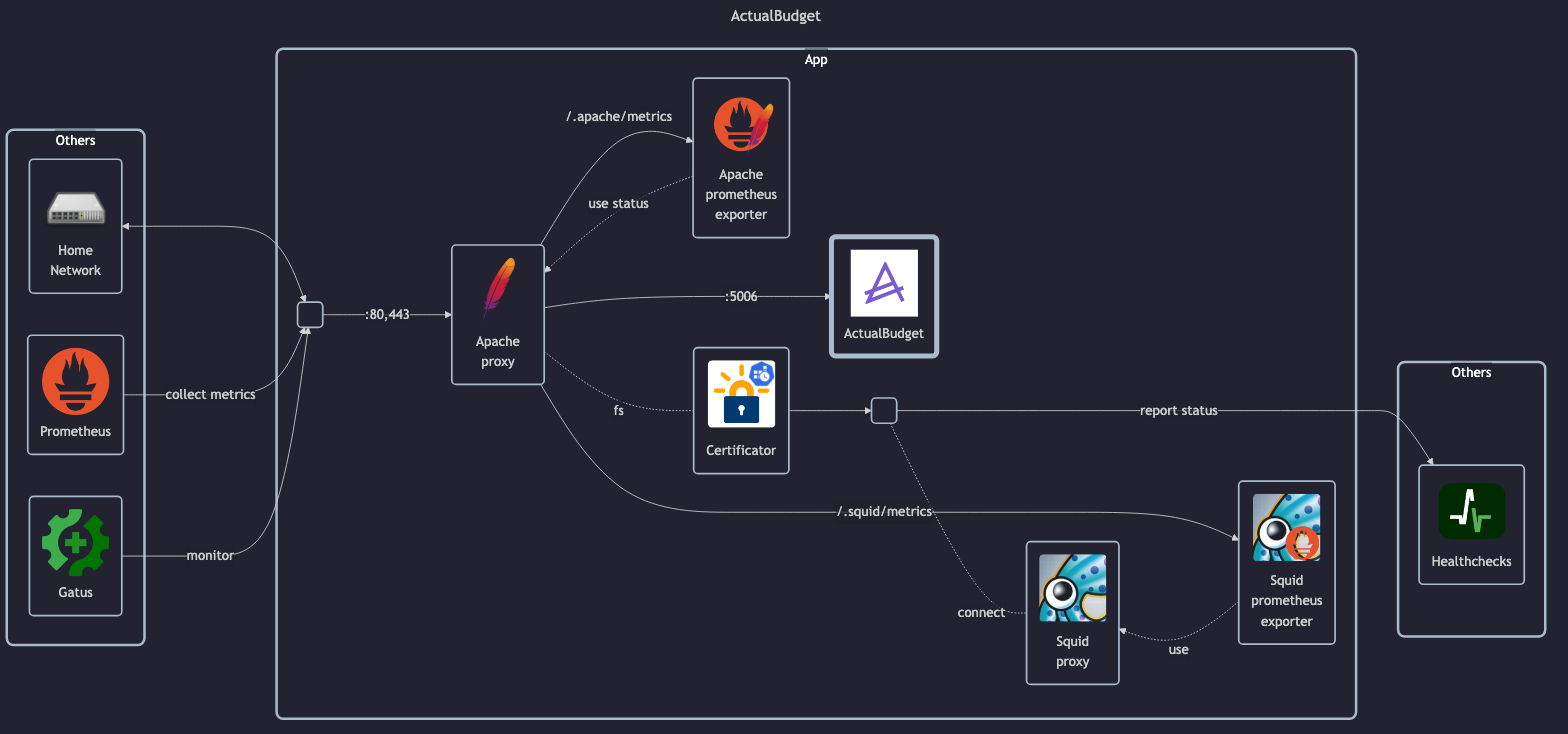 ActualBudget
App
Others
Home
Network
Prometheus
Gatus
collect metrics
monitor
:80,443
Apache
proxy
/.apache/metrics
use status
Apache
prometheus
exporter
:5006
ActualBudget
fs
Certificator
report status
/.squid/metrics
connect
Squid
proxy
use
Squid
prometheus
exporter
Others
Healthchecks